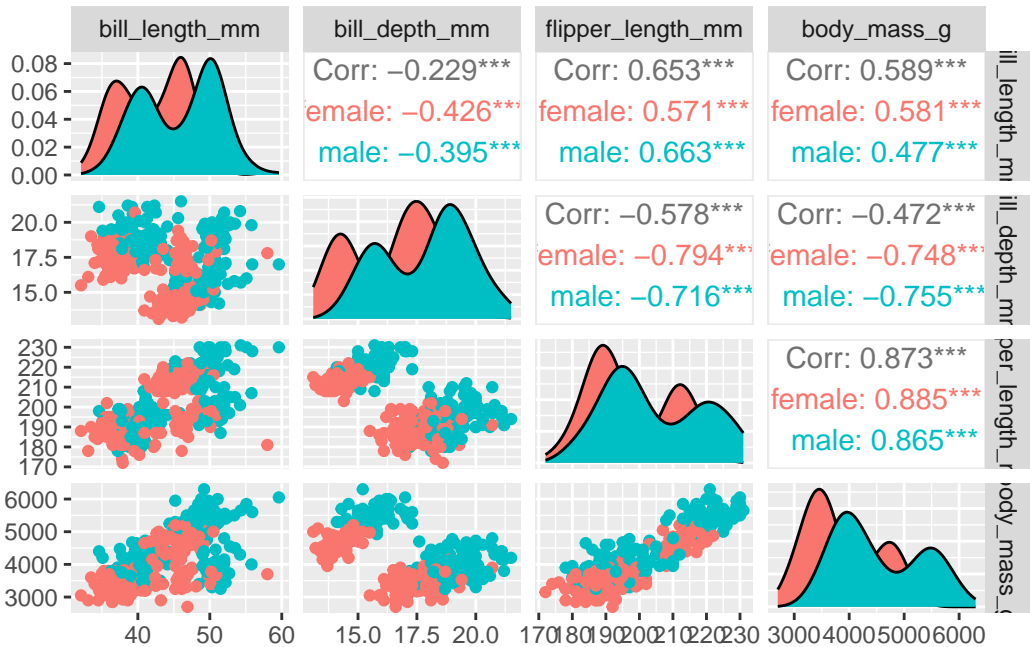 bill_length_mm bill_depth_mm flipper_length_mm body_mass_g
0.08
0.06
0.04
0.02
0.00
Corr: −0.229***
female: −0.426***
male: −0.395***
Corr: 0.653***
female: 0.571***
male: 0.663***
Corr: 0.589***
female: 0.581***
male: 0.477***
ill_length_m
20.0
17.5
15.0
Corr: −0.578***
female: −0.794***
male: −0.716***
Corr: −0.472***
female: −0.748***
male: −0.755***
ill_depth_m
230
220
210
200
190
180
170
Corr: 0.873***
female: 0.885***
male: 0.865***
per_length_
6000
5000
4000
3000
body_mass_
40 50 60
15.0 17.5 20.0
170 180 190 200 210 220 230
3000 4000 5000 6000